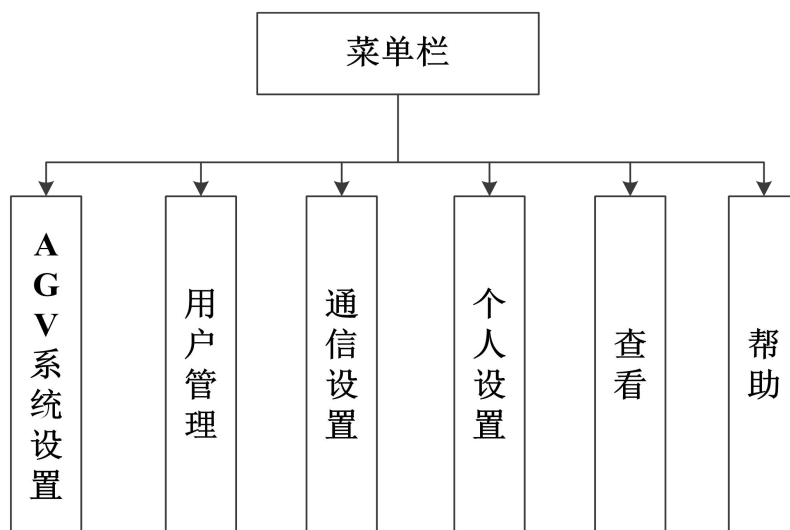 菜单栏
AGV系统设置
用户管理
通信设置
个人设置
查看
帮助